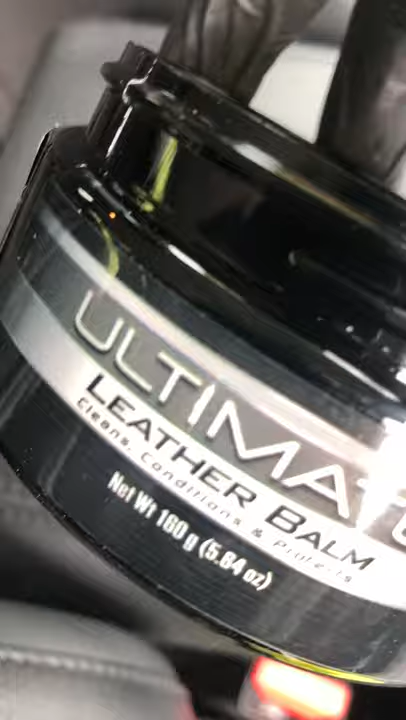 ULTIMAT
LEATHER BALM
Cleans, Conditions & Protects
Net Wt 160 g (5.64 oz)